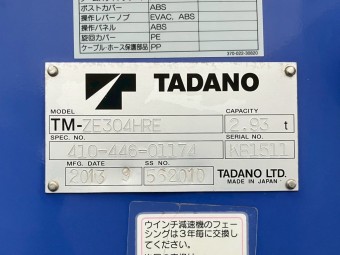 ポストカバー ABS
操作レバーノブ EVAC, ABS
操作パネル ABS
旋回カバー PE
ケーブル・ホース保護部品 PP
370-022-30620
TADANO
MODEL CAPACITY
TM-ZE304HRE 2.93 t
SPEC. NO. SERIAL NO.
410-446-01174
MFG. DATE SS NO.
2013 9 562010
TADANO LTD.
MADE IN JAPAN
ウインチ減速機のフェー
シングは３年毎に交換し
てください。